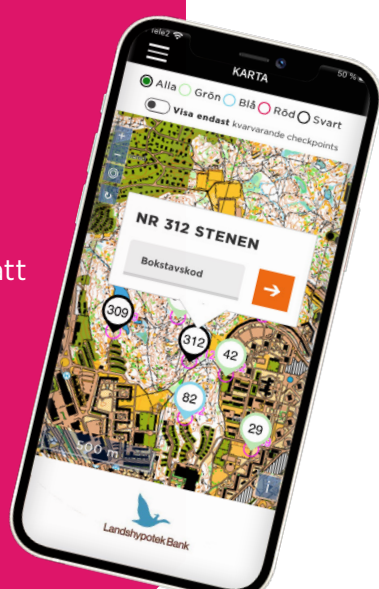 att
Tele2
50 %
KARTA
Alla Grön Blå Röd Svart
Visa endast kvarvarande checkpoints
NR 312 STENEN
Bokstavskod
309
312
42
82
29
500 m
i
Landshypotek Bank